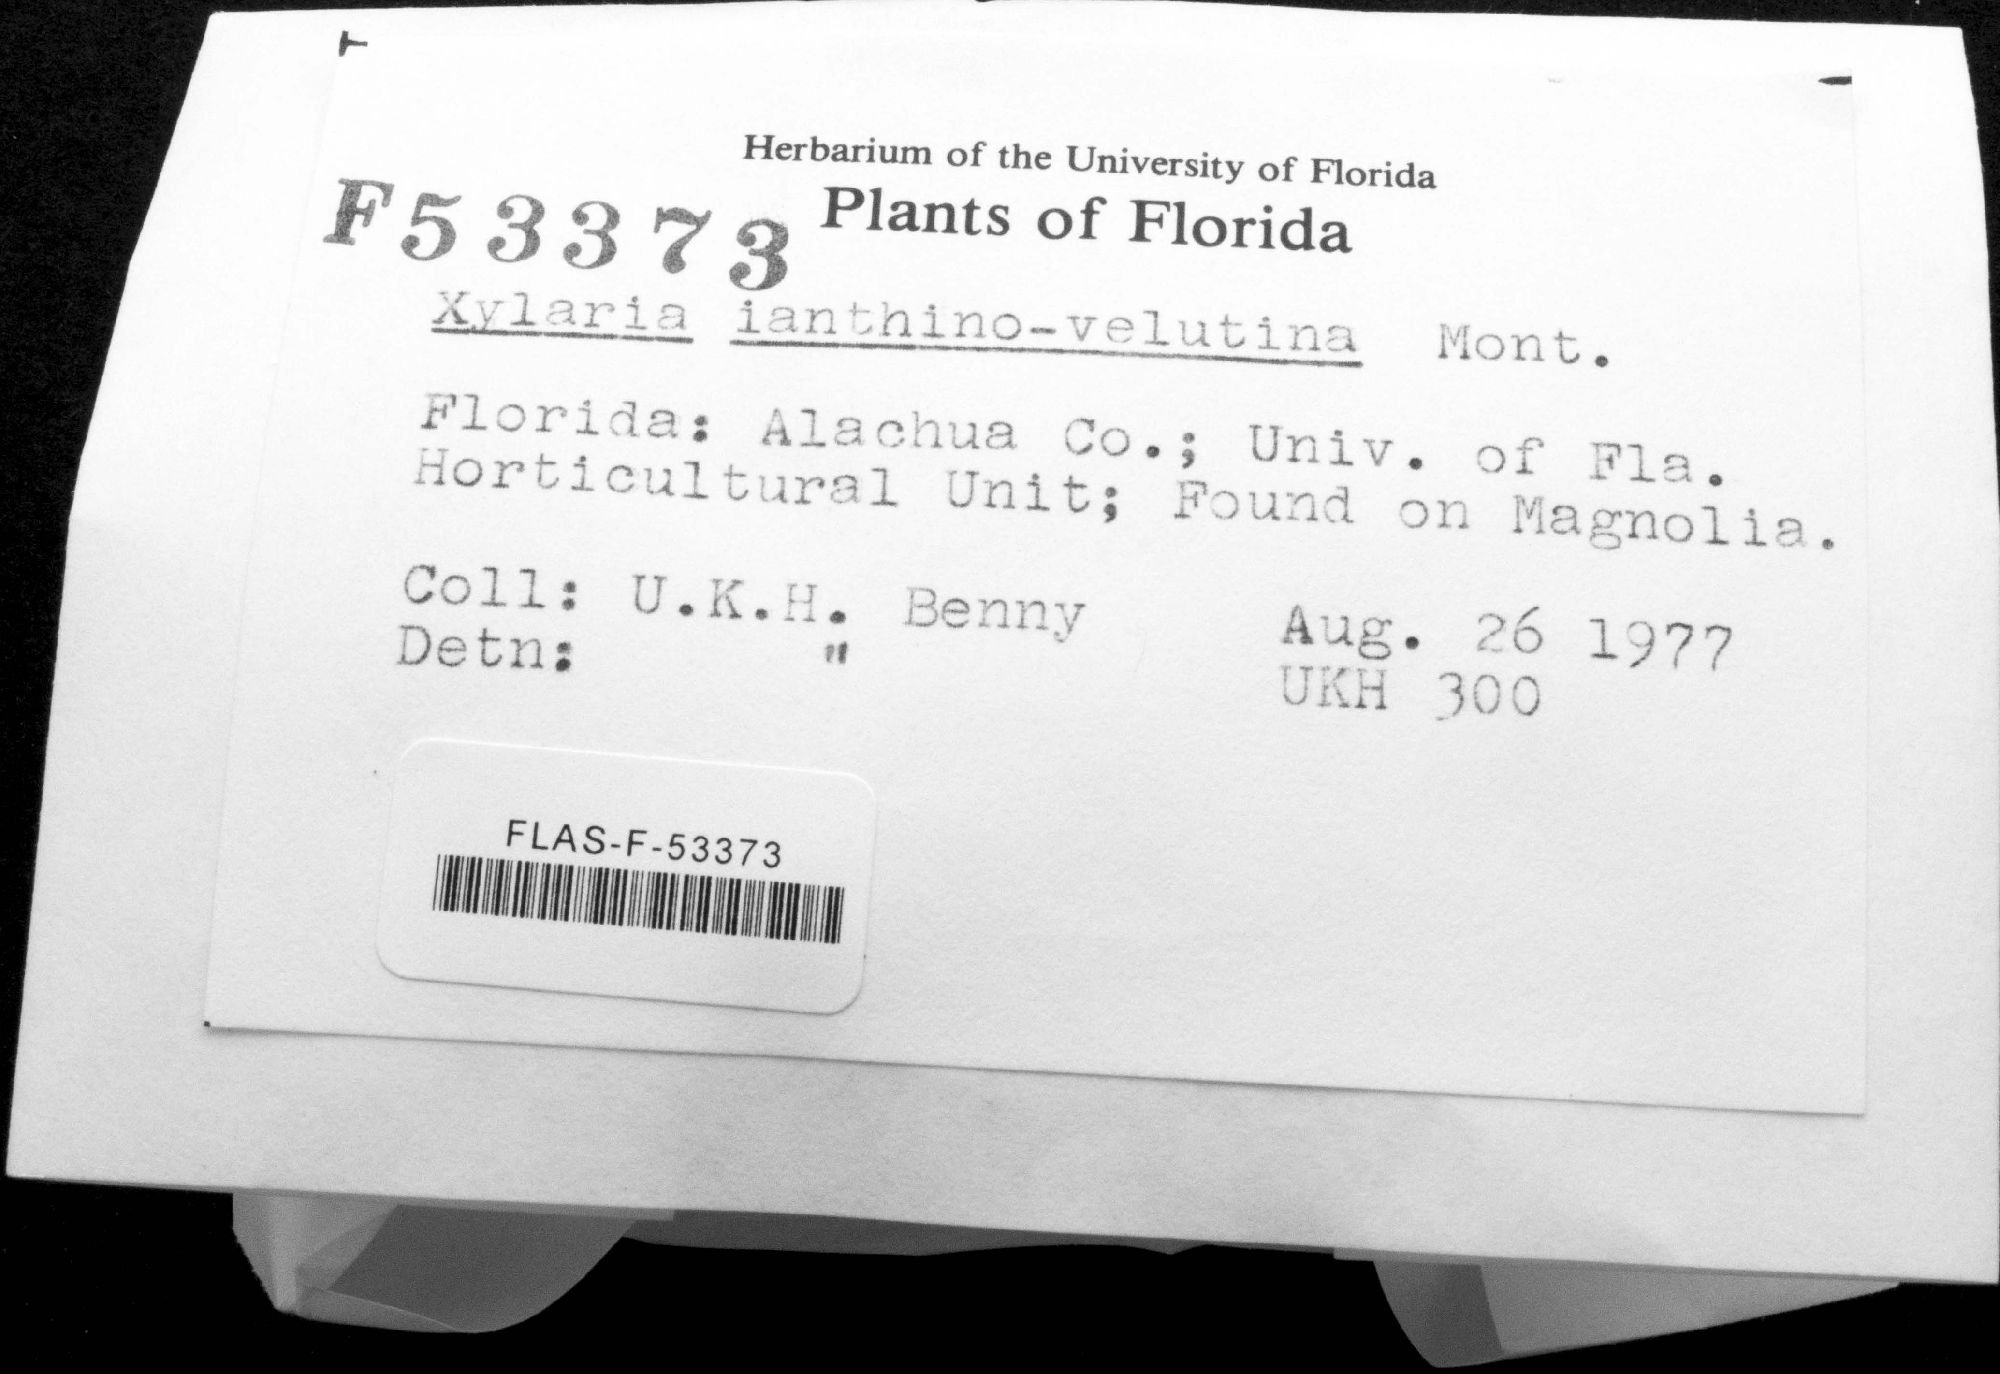 Herbarium of the University of Florida
F53373 Plants of Florida
Xylaria ianthino-velutina Mont.
Florida: Alachua Co.; Univ. of Fla.
Horticultural Unit; Found on Magnolia.
Coll: U.K.H. Benny Aug. 26 1977
Detn: " UKH 300
FLAS-F-53373